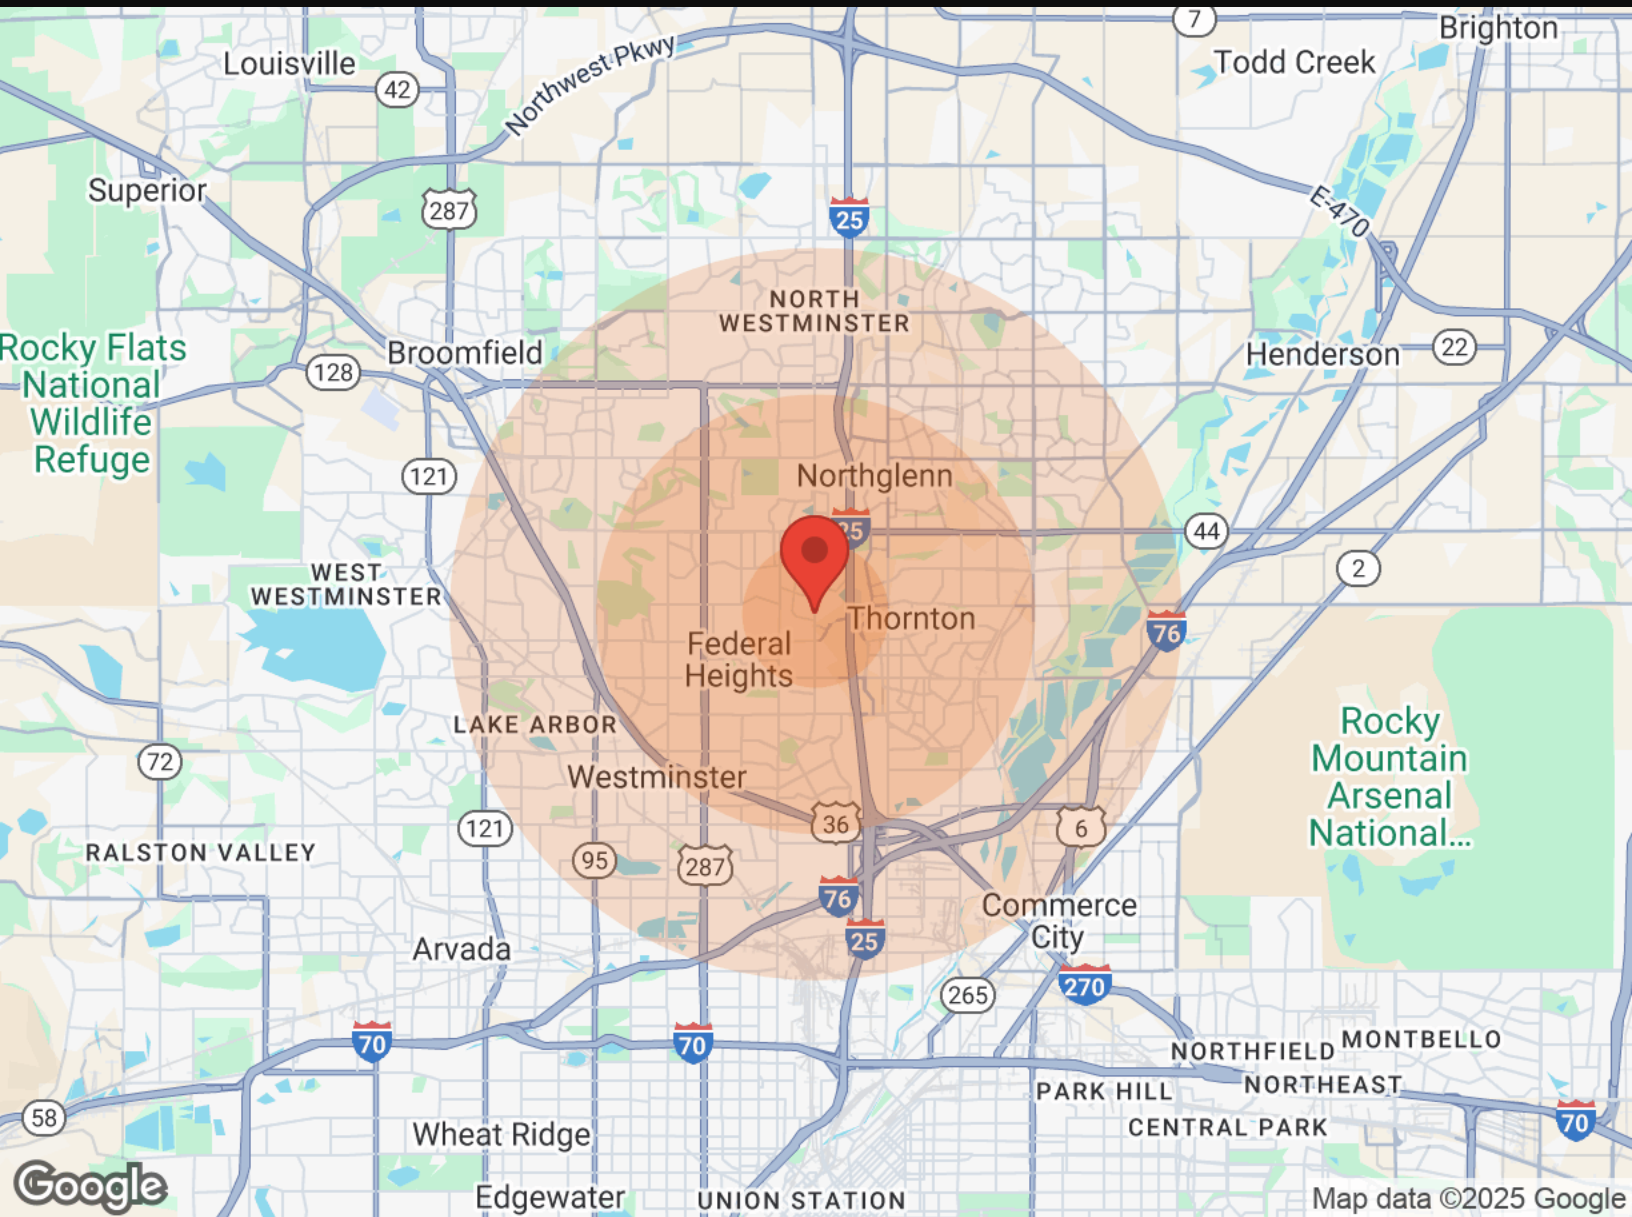 7
Brighton
Louisville
Todd Creek
42
Northwest Pkwy
Superior
287
25
E-470
NORTH
WESTMINSTER
Rocky Flats
National
Wildlife
Refuge
Broomfield
128
Henderson
22
121
Northglenn
25
44
2
WEST
WESTMINSTER
Thornton
76
Federal
Heights
LAKE ARBOR
Rocky
Mountain
Arsenal
National...
72
Westminster
121
36
6
RALSTON VALLEY
95
287
76
Commerce
City
25
Arvada
265
270
70
70
NORTHFIELD
MONTBELLO
PARK HILL
NORTHEAST
58
70
Wheat Ridge
CENTRAL PARK
Google
Edgewater
UNION STATION
Map data ©2025 Google